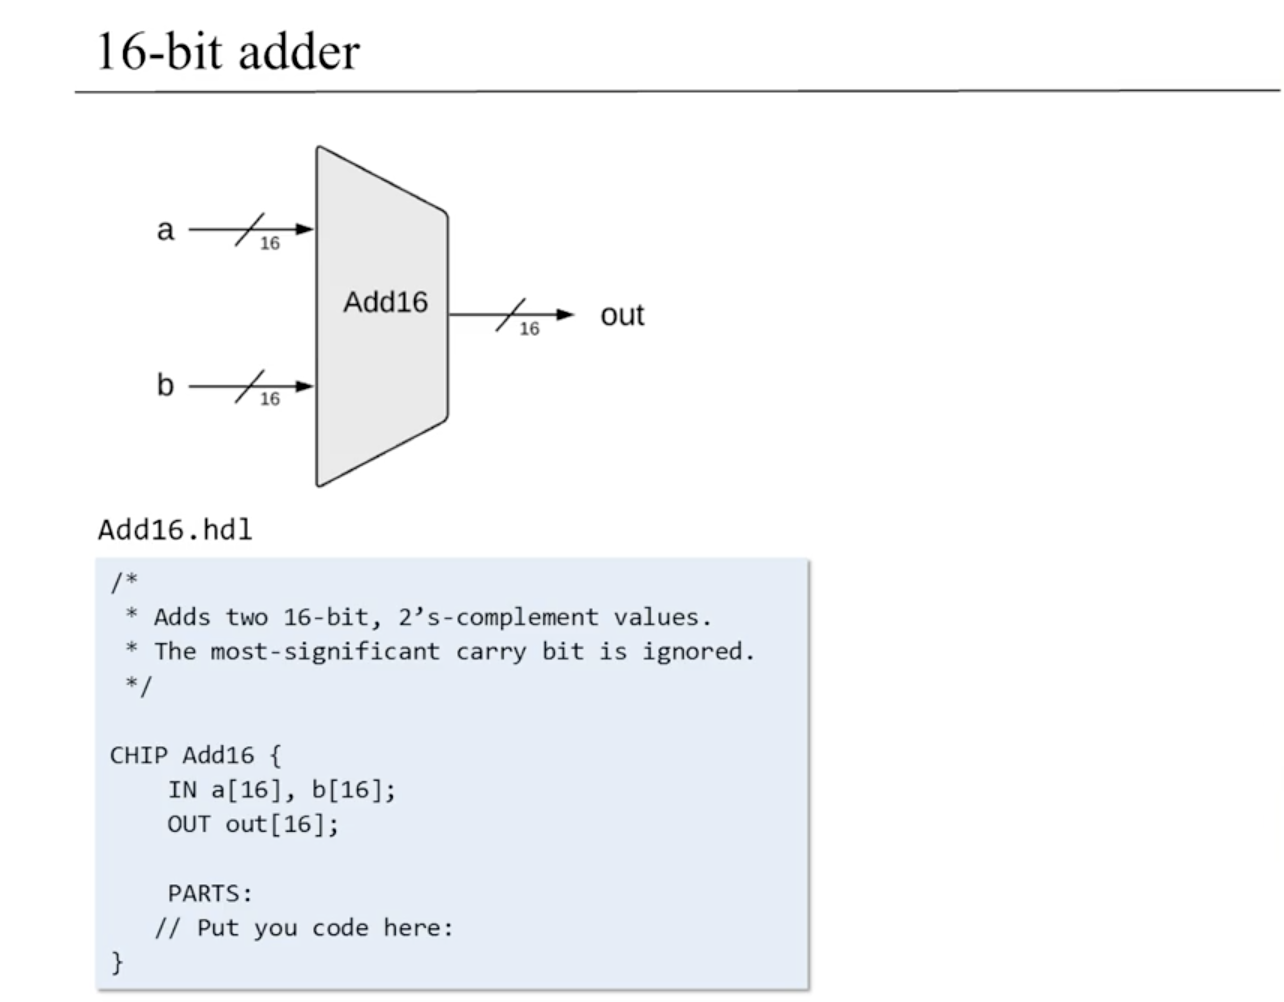 16-bit adder
a
16
Add16
16
out
b
16
Add16.hdl
/*
* Adds two 16-bit, 2’s-complement values.
* The most-significant carry bit is ignored.
*/
CHIP Add16 {
IN a[16], b[16];
OUT out[16];
PARTS:
// Put you code here:
}